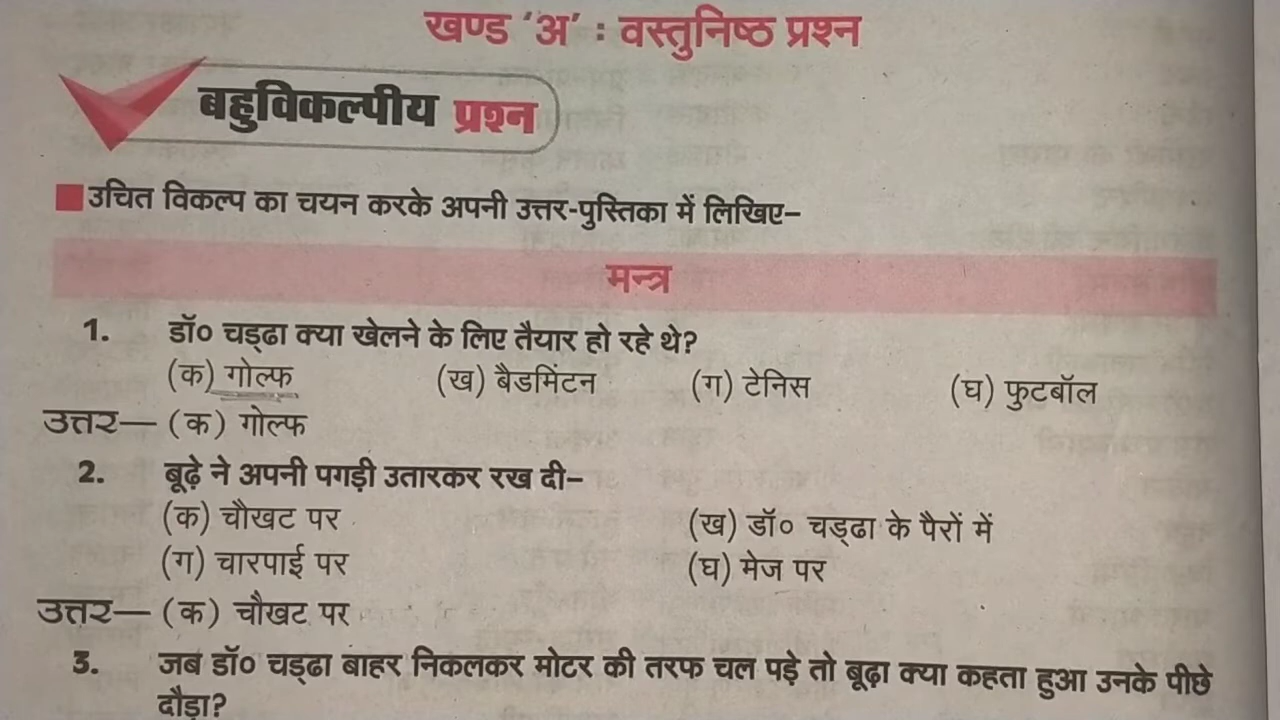 खण्ड ‘अ’ : वस्तुनिष्ठ प्रश्न
बहुविकल्पीय प्रश्न
उचित विकल्प का चयन करके अपनी उत्तर-पुस्तिका में लिखिए–
मन्त्र
1. डॉ० चड्ढा क्या खेलने के लिए तैयार हो रहे थे?
(क) गोल्फ (ख) बैडमिंटन (ग) टेनिस (घ) फुटबॉल
उत्तर— (क) गोल्फ
2. बूढ़े ने अपनी पगड़ी उतारकर रख दी–
(क) चौखट पर (ख) डॉ० चड्ढा के पैरों में
(ग) चारपाई पर (घ) मेज पर
उत्तर— (क) चौखट पर
3. जब डॉ० चड्ढा बाहर निकलकर मोटर की तरफ चल पड़े तो बूढ़ा क्या कहता हुआ उनके पीछे
दौड़ा?